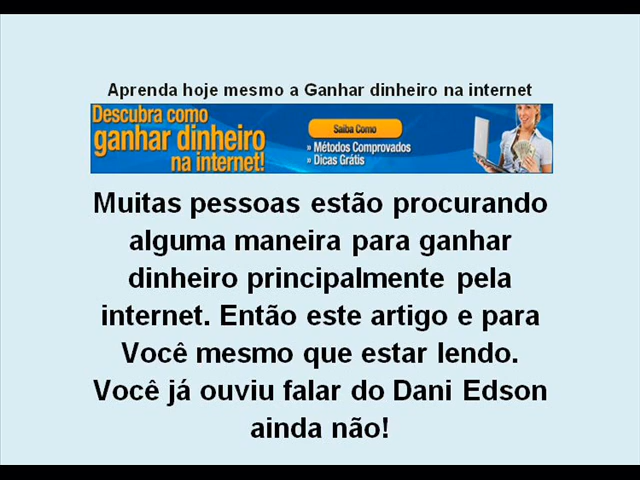 Aprenda hoje mesmo a Ganhar dinheiro na internet
Descubra como
ganhar dinheiro
na internet!
Saiba Como
» Métodos Comprovados
» Dicas Grátis
Muitas pessoas estão procurando
alguma maneira para ganhar
dinheiro principalmente pela
internet. Então este artigo e para
Você mesmo que estar lendo.
Você já ouviu falar do Dani Edson
ainda não!